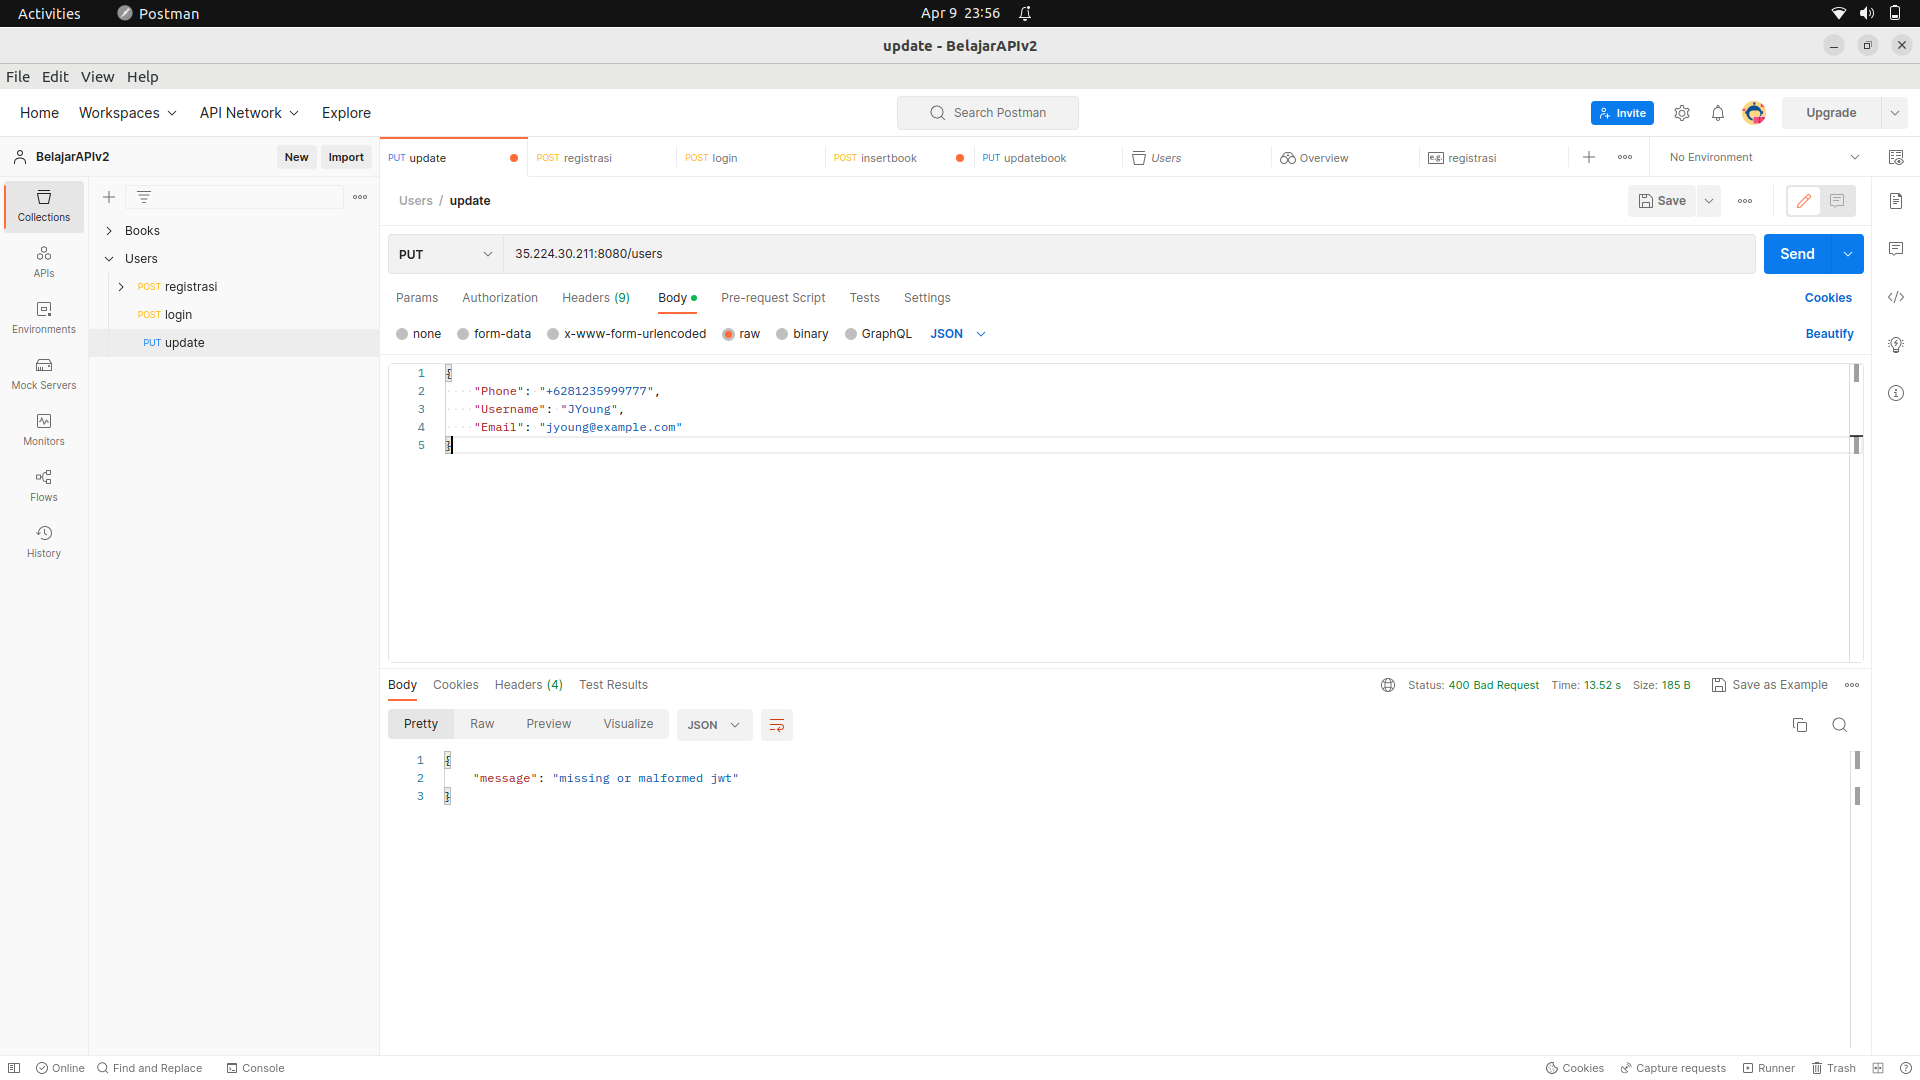 Activities Postman Apr 9 23:56
update - BelajarAPIv2
File Edit View Help
Home Workspaces API Network Explore Search Postman Invite Upgrade
BelajarAPIv2 New Import PUT update POST registrasi POST login POST insertbook PUT updatebook Users Overview e.g. registrasi No Environment
Collections
APIs
Environments
Mock Servers
Monitors
Flows
History
Books
Users
POST registrasi
POST login
PUT update
Users / update Save
PUT 35.224.30.211:8080/users Send
Params Authorization Headers (9) Body Pre-request Script Tests Settings Cookies
none form-data x-www-form-urlencoded raw binary GraphQL JSON Beautify
1 {
2 "Phone": "+6281235999777",
3 "Username": "JYoung",
4 "Email": "jyoung@example.com"
5 }
Body Cookies Headers (4) Test Results Status: 400 Bad Request Time: 13.52 s Size: 185 B Save as Example
Pretty Raw Preview Visualize JSON
1 {
2 "message": "missing or malformed jwt"
3 }
Online Find and Replace Console Cookies Capture requests Runner Trash